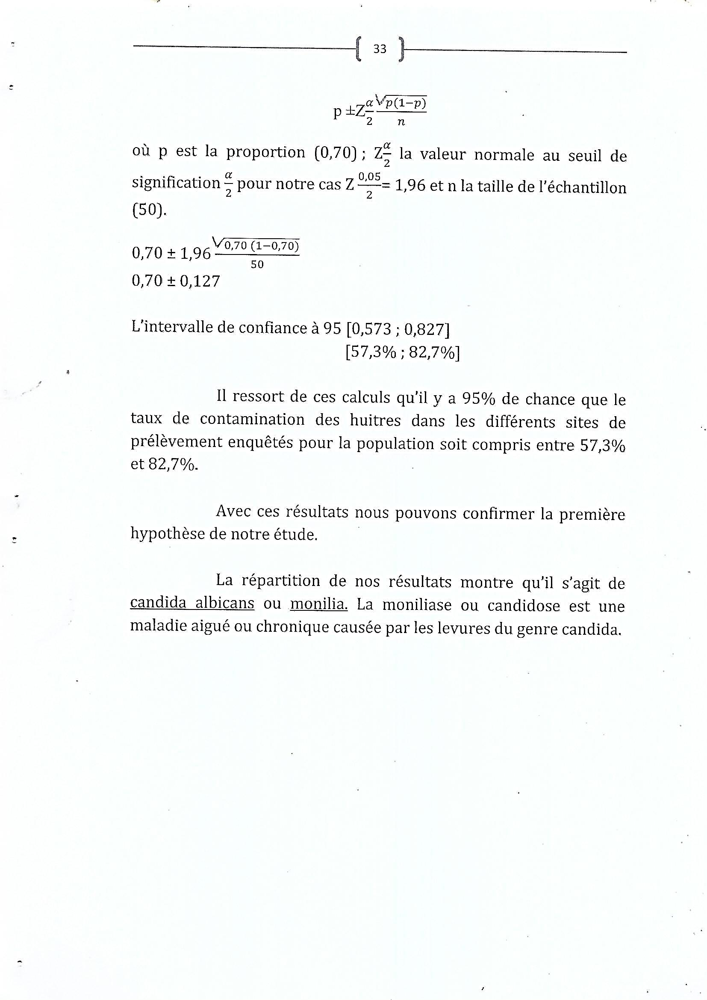 33
p ±Z α/2 √p(1−p)/n
où p est la proportion (0,70) ; Z α/2 la valeur normale au seuil de
signification α/2 pour notre cas Z 0,05/2 = 1,96 et n la taille de l'échantillon
(50).
0,70 ± 1,96 √0,70 (1−0,70)/50
0,70 ± 0,127
L'intervalle de confiance à 95 [0,573 ; 0,827]
[57,3% ; 82,7%]
Il ressort de ces calculs qu'il y a 95% de chance que le
taux de contamination des huitres dans les différents sites de
prélèvement enquêtés pour la population soit compris entre 57,3%
et 82,7%.
Avec ces résultats nous pouvons confirmer la première
hypothèse de notre étude.
La répartition de nos résultats montre qu'il s'agit de
candida albicans ou monilia. La moniliase ou candidose est une
maladie aigué ou chronique causée par les levures du genre candida.